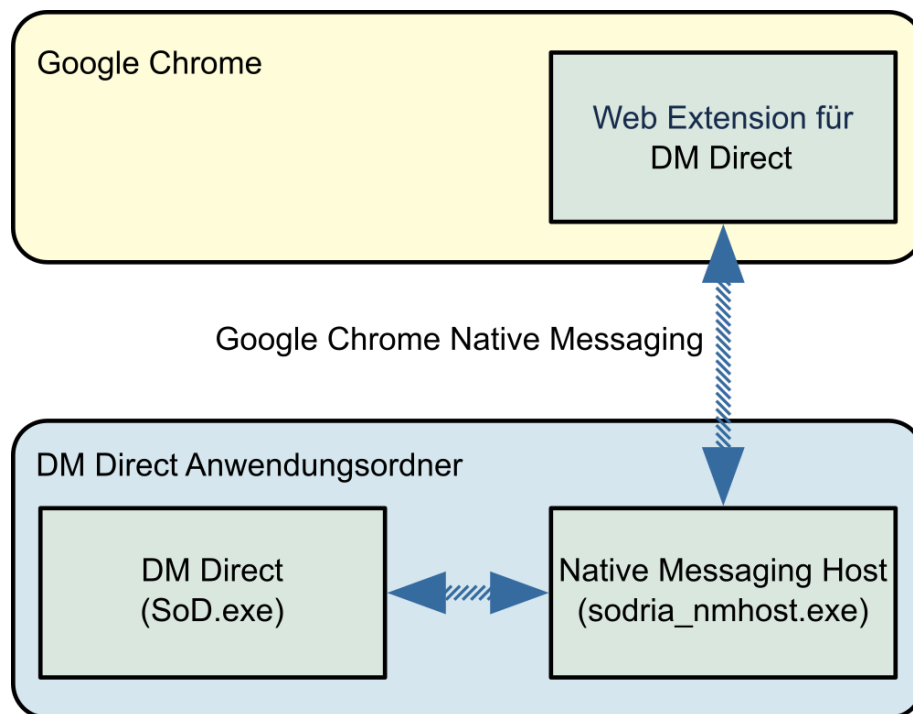 Google Chrome
Web Extension für
DM Direct
Google Chrome Native Messaging
DM Direct Anwendungsordner
DM Direct
(SoD.exe)
Native Messaging Host
(sodria_nmhost.exe)